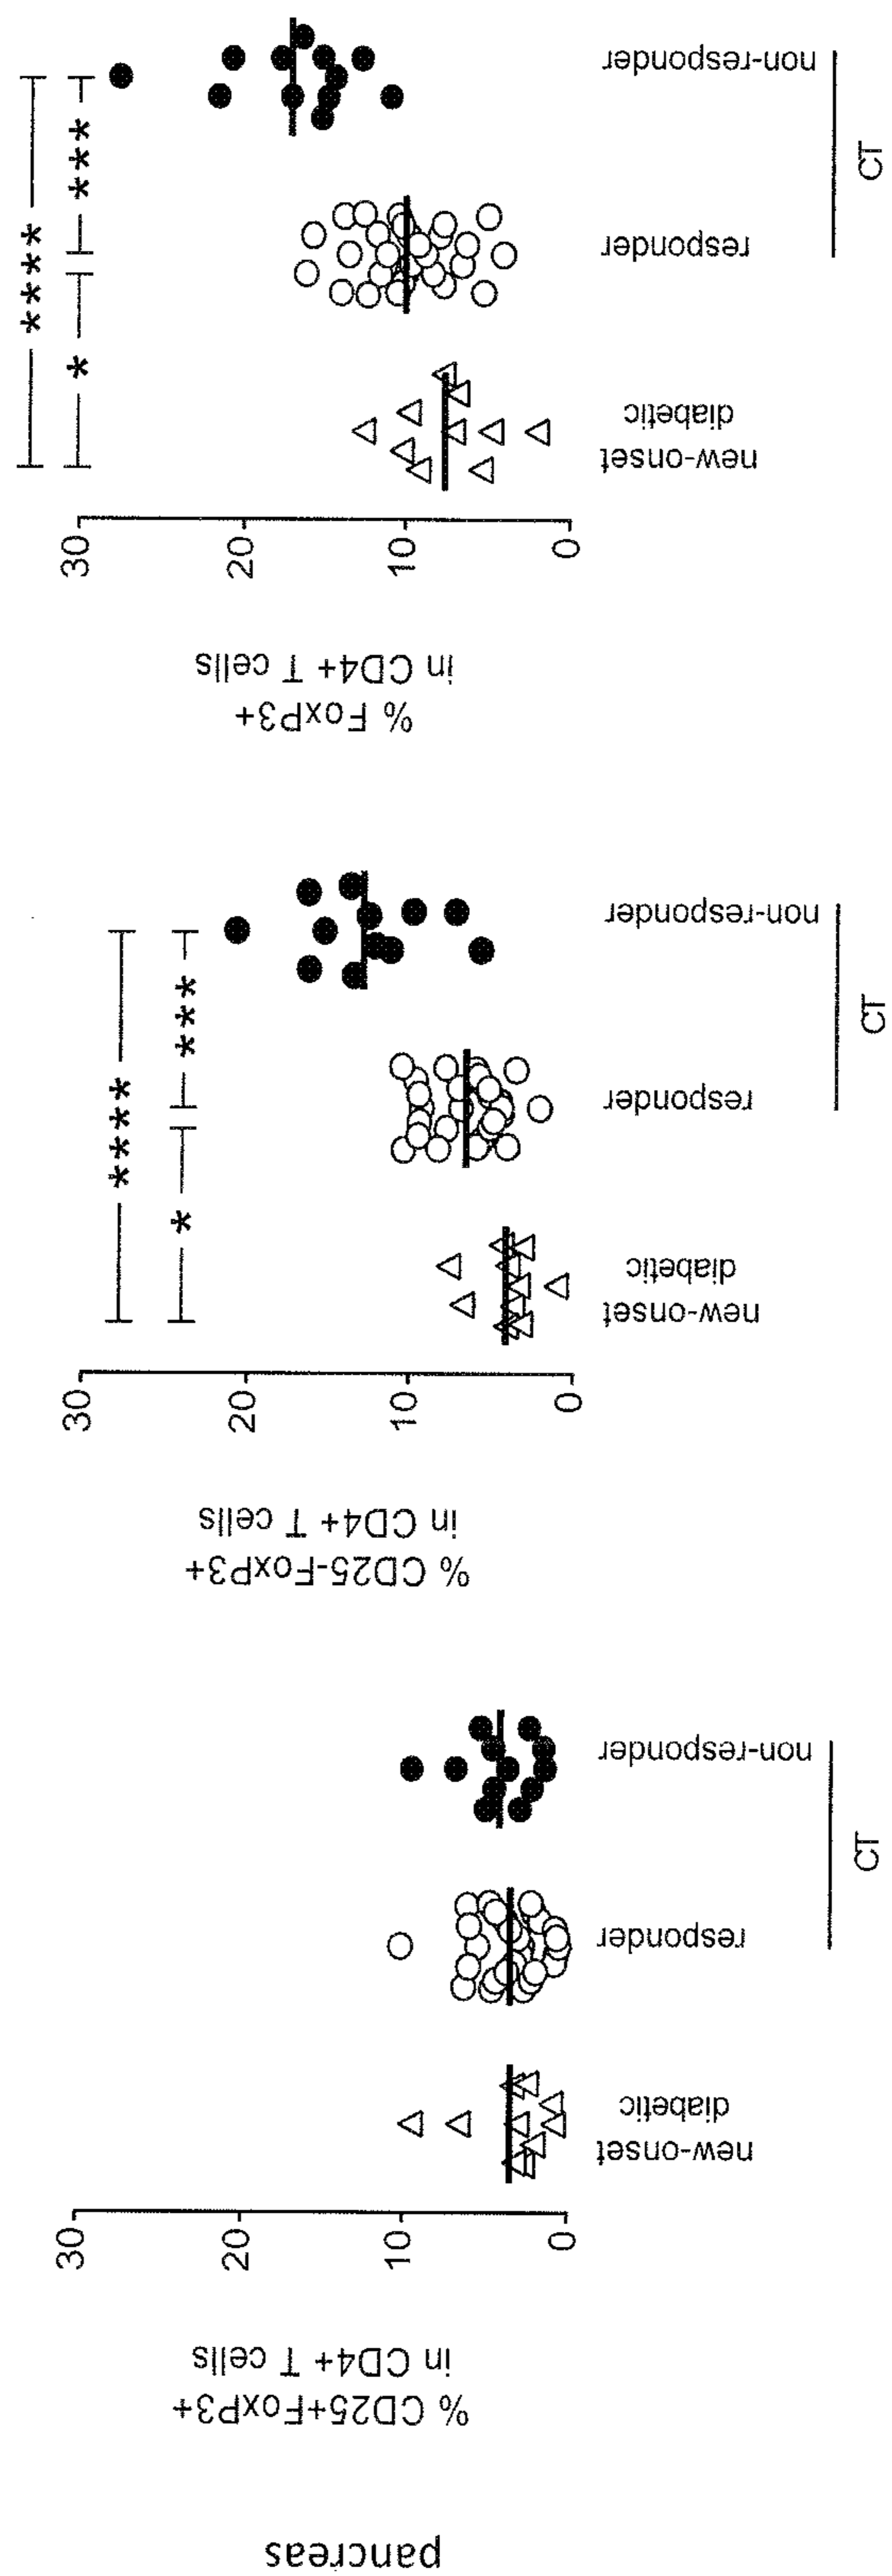 pancreas
% CD25+FoxP3+
in CD4+ T cells
30
20
10
0
new-onset
diabetic
responder
non-responder
CT
% CD25-FoxP3+
in CD4+ T cells
30
20
10
0
****
*
***
new-onset
diabetic
responder
non-responder
CT
% FoxP3+
in CD4+ T cells
30
20
10
0
****
*
***
new-onset
diabetic
responder
non-responder
CT